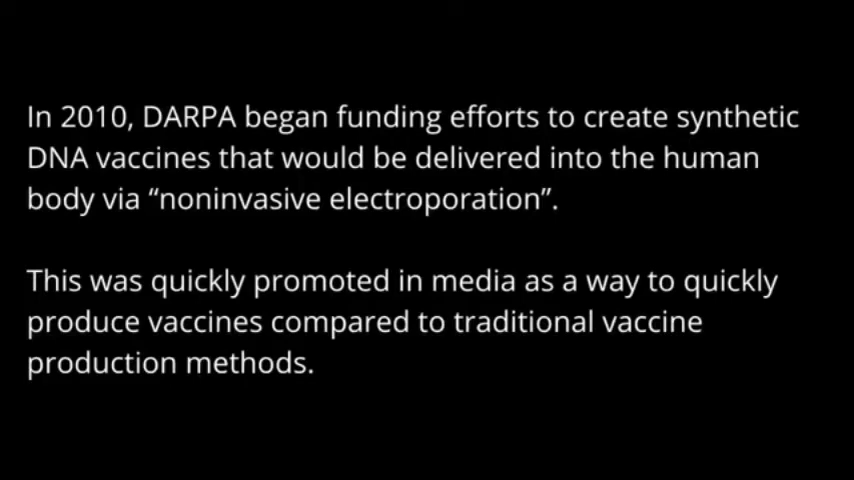 In 2010, DARPA began funding efforts to create synthetic
DNA vaccines that would be delivered into the human
body via “noninvasive electroporation”.
This was quickly promoted in media as a way to quickly
produce vaccines compared to traditional vaccine
production methods.